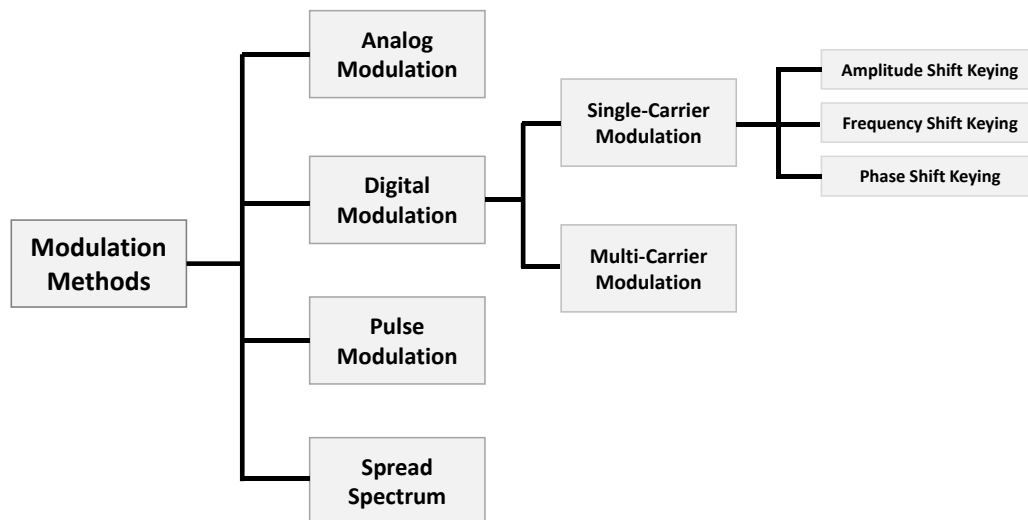 Modulation
Methods
Analog
Modulation
Digital
Modulation
Pulse
Modulation
Spread
Spectrum
Single-Carrier
Modulation
Multi-Carrier
Modulation
Amplitude Shift Keying
Frequency Shift Keying
Phase Shift Keying